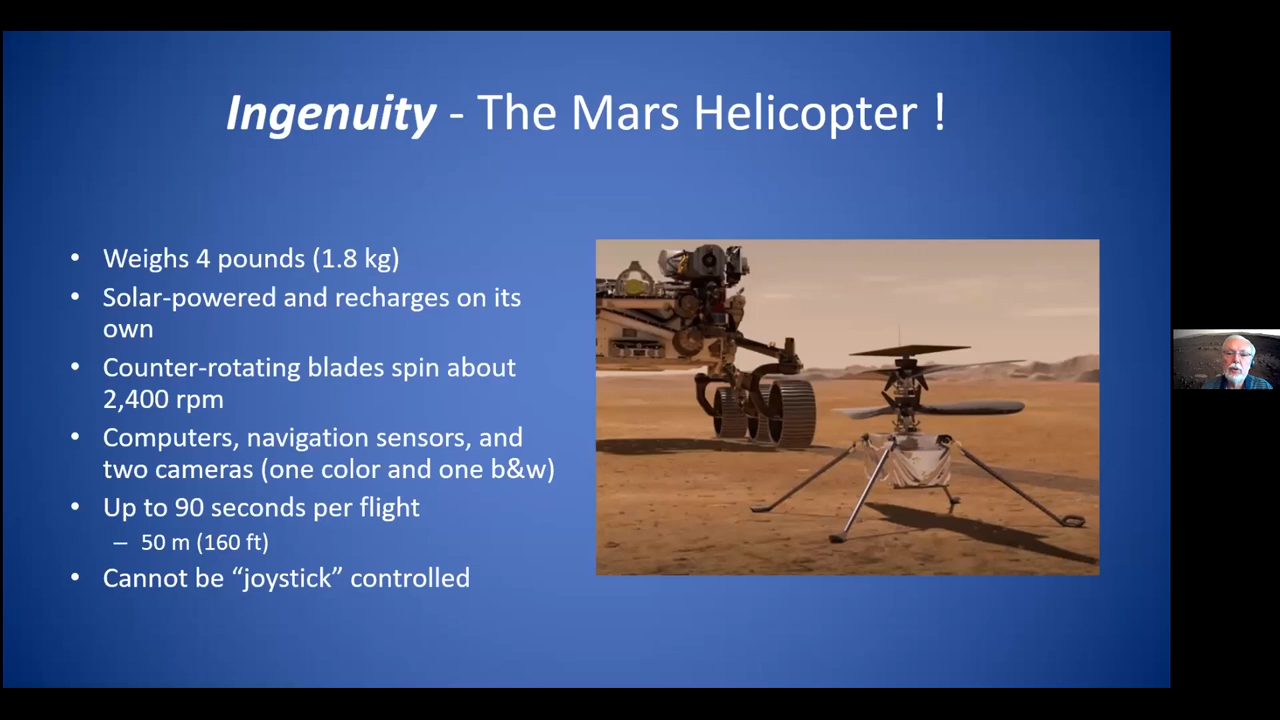 Ingenuity - The Mars Helicopter !
• Weighs 4 pounds (1.8 kg)
• Solar-powered and recharges on its
own
• Counter-rotating blades spin about
2,400 rpm
• Computers, navigation sensors, and
two cameras (one color and one b&w)
• Up to 90 seconds per flight
– 50 m (160 ft)
• Cannot be “joystick” controlled